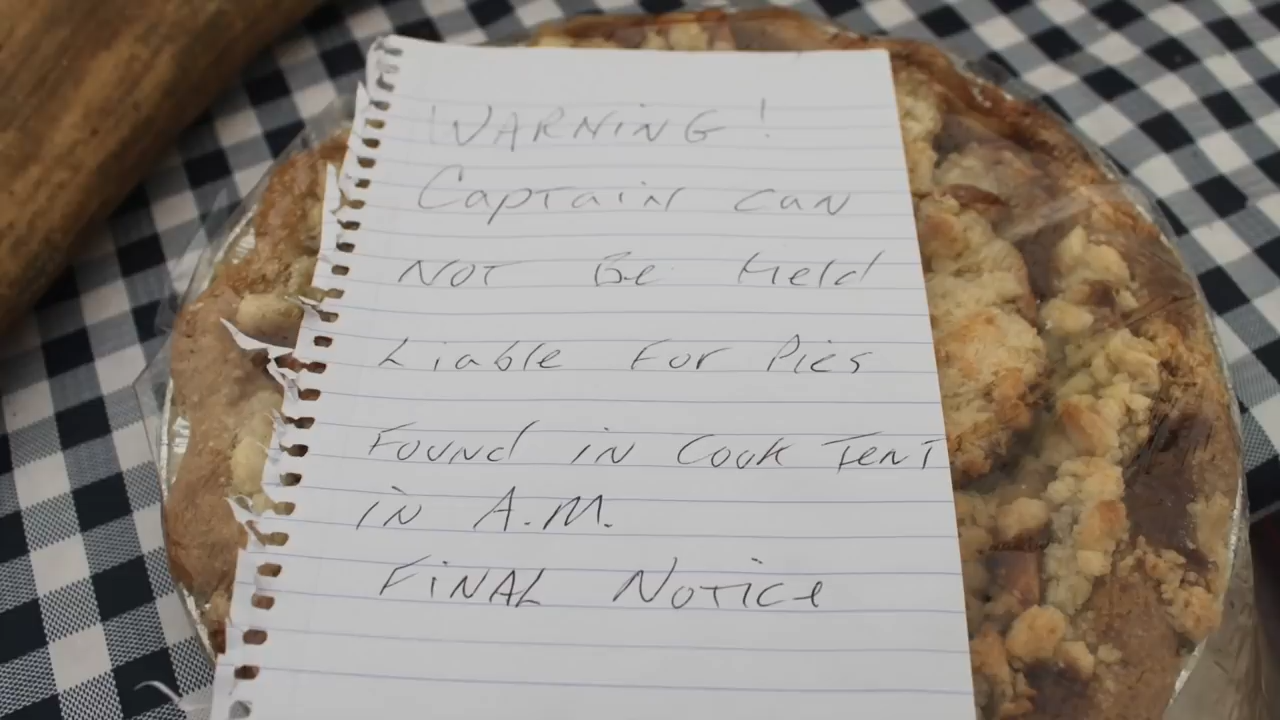 WARNING!
Captain can
Not Be Held
Liable For Pies
Found in Cook Tent
in A.M.
Final Notice